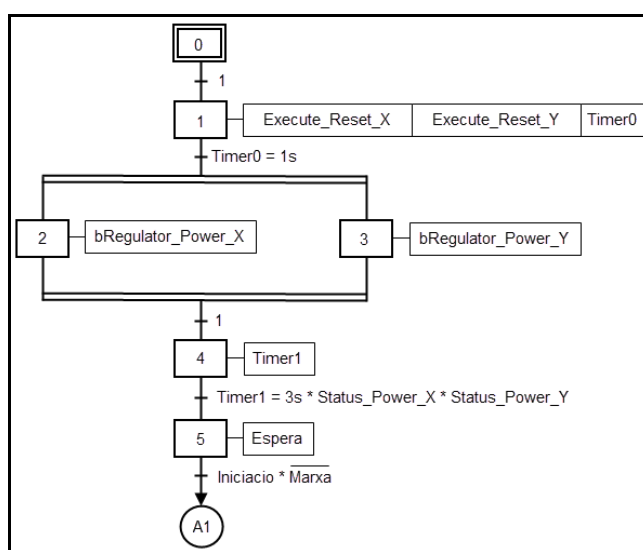 0
1
1
Execute_Reset_X
Execute_Reset_Y
Timer0
Timer0 = 1s
2
bRegulator_Power_X
3
bRegulator_Power_Y
1
4
Timer1
Timer1 = 3s * Status_Power_X * Status_Power_Y
5
Espera
Iniciacio * Marxa
A1